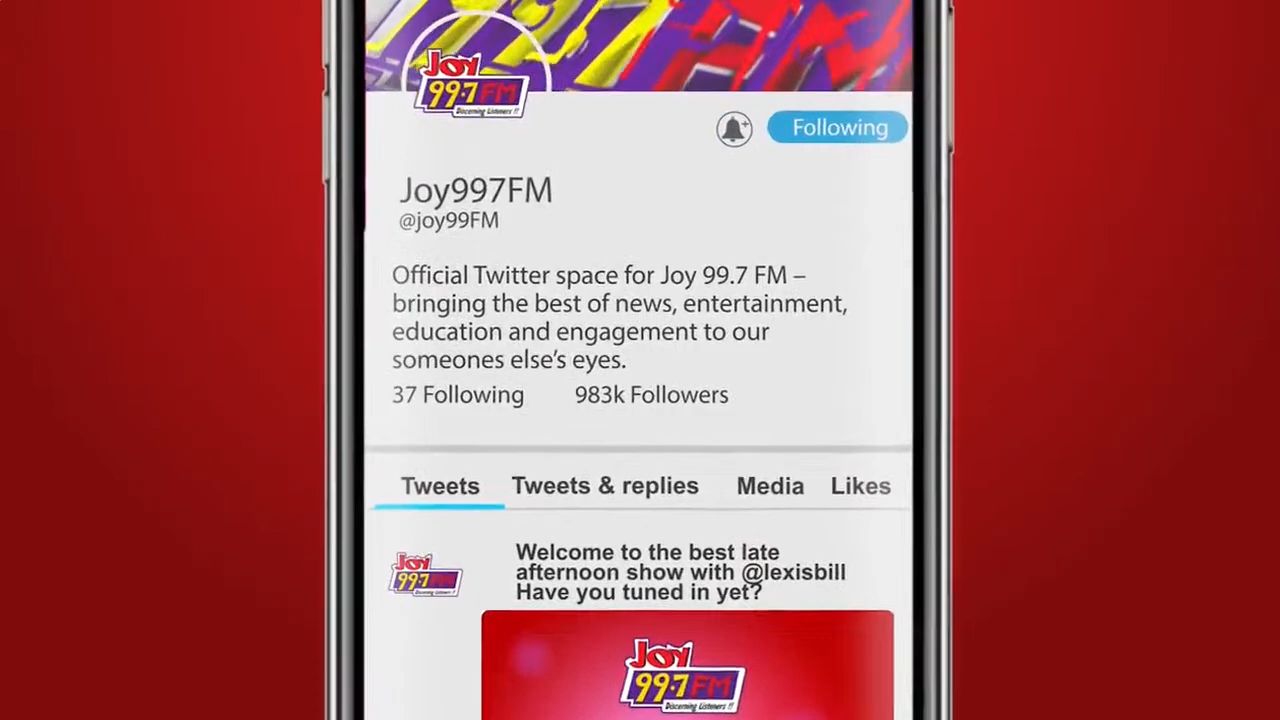 Joy
99.7 FM
Discerning Listeners !!
Following
Joy997FM
@joy99FM
Official Twitter space for Joy 99.7 FM –
bringing the best of news, entertainment,
education and engagement to our
someones else’s eyes.
37 Following 983k Followers
Tweets Tweets & replies Media Likes
Joy
99.7 FM
Discerning Listeners !!
Welcome to the best late
afternoon show with @lexisbill
Have you tuned in yet?
Joy
99.7 FM
Discerning Listeners !!